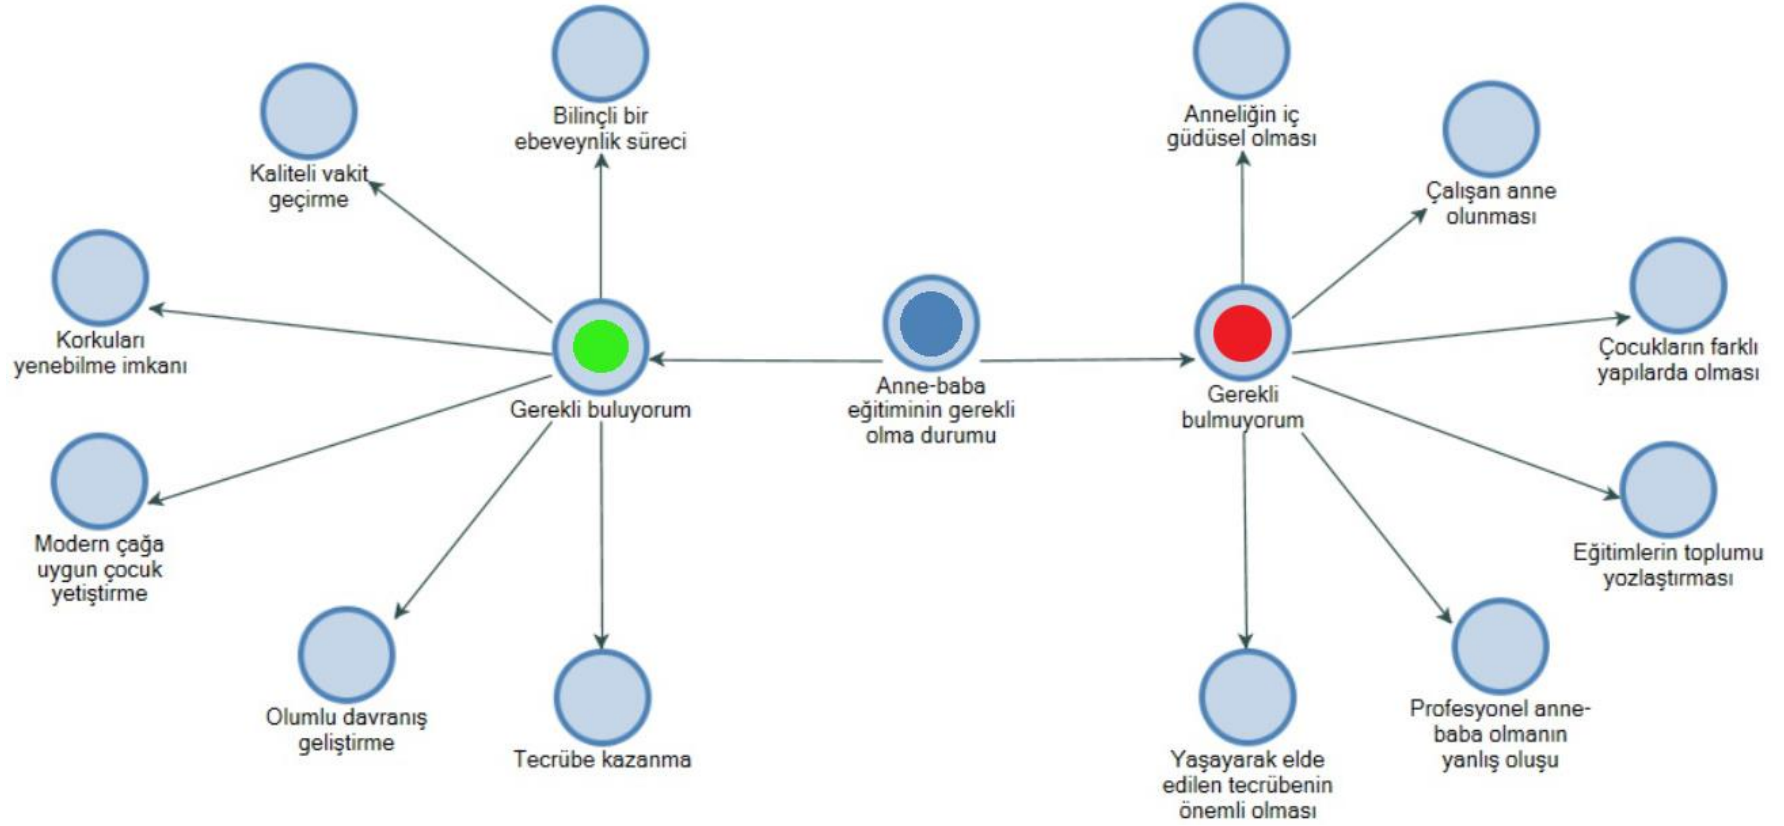 Bilinçli bir
ebeveynlik süreci
Kaliteli vakit
geçirme
Korkuları
yenebilme imkanı
Modern çağa
uygun çocuk
yetiştirme
Olumlu davranış
geliştirme
Tecrübe kazanma
Gerekli buluyorum
Anne-baba
eğitiminin gerekli
olma durumu
Gerekli
bulmuyorum
Anneliğin iç
güdüsel olması
Çalışan anne
olunması
Çocukların farklı
yapılarda olması
Eğitimlerin toplumu
yozlaştırması
Profesyonel anne-
baba olmanın
yanlış oluşu
Yaşayarak elde
edilen tecrübenin
önemli olması